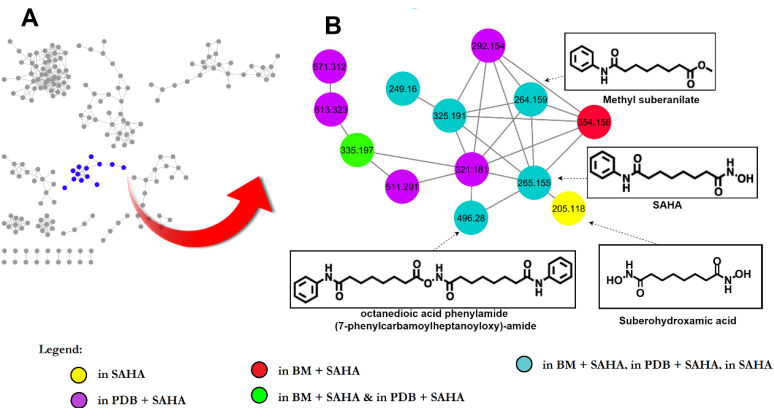 A
B
292.154
571.312
249.16
264.159
613.323
325.191
354.156
335.197
321.181
511.291
265.155
205.118
496.28
O
N
H
O
O
O
Methyl suberanilate
O
N
H
H
N
OH
O
SAHA
H
N
O
O
O
H
N
O
O
N
H
octanedioic acid phenylamide
(7-phenylcarbamoylheptanoyloxy)-amide
H
N
HO
O
O
N
H
OH
Suberohydroxamic acid
Legend:
in SAHA
in BM + SAHA
in BM + SAHA, in PDB + SAHA, in SAHA
in PDB + SAHA
in BM + SAHA & in PDB + SAHA